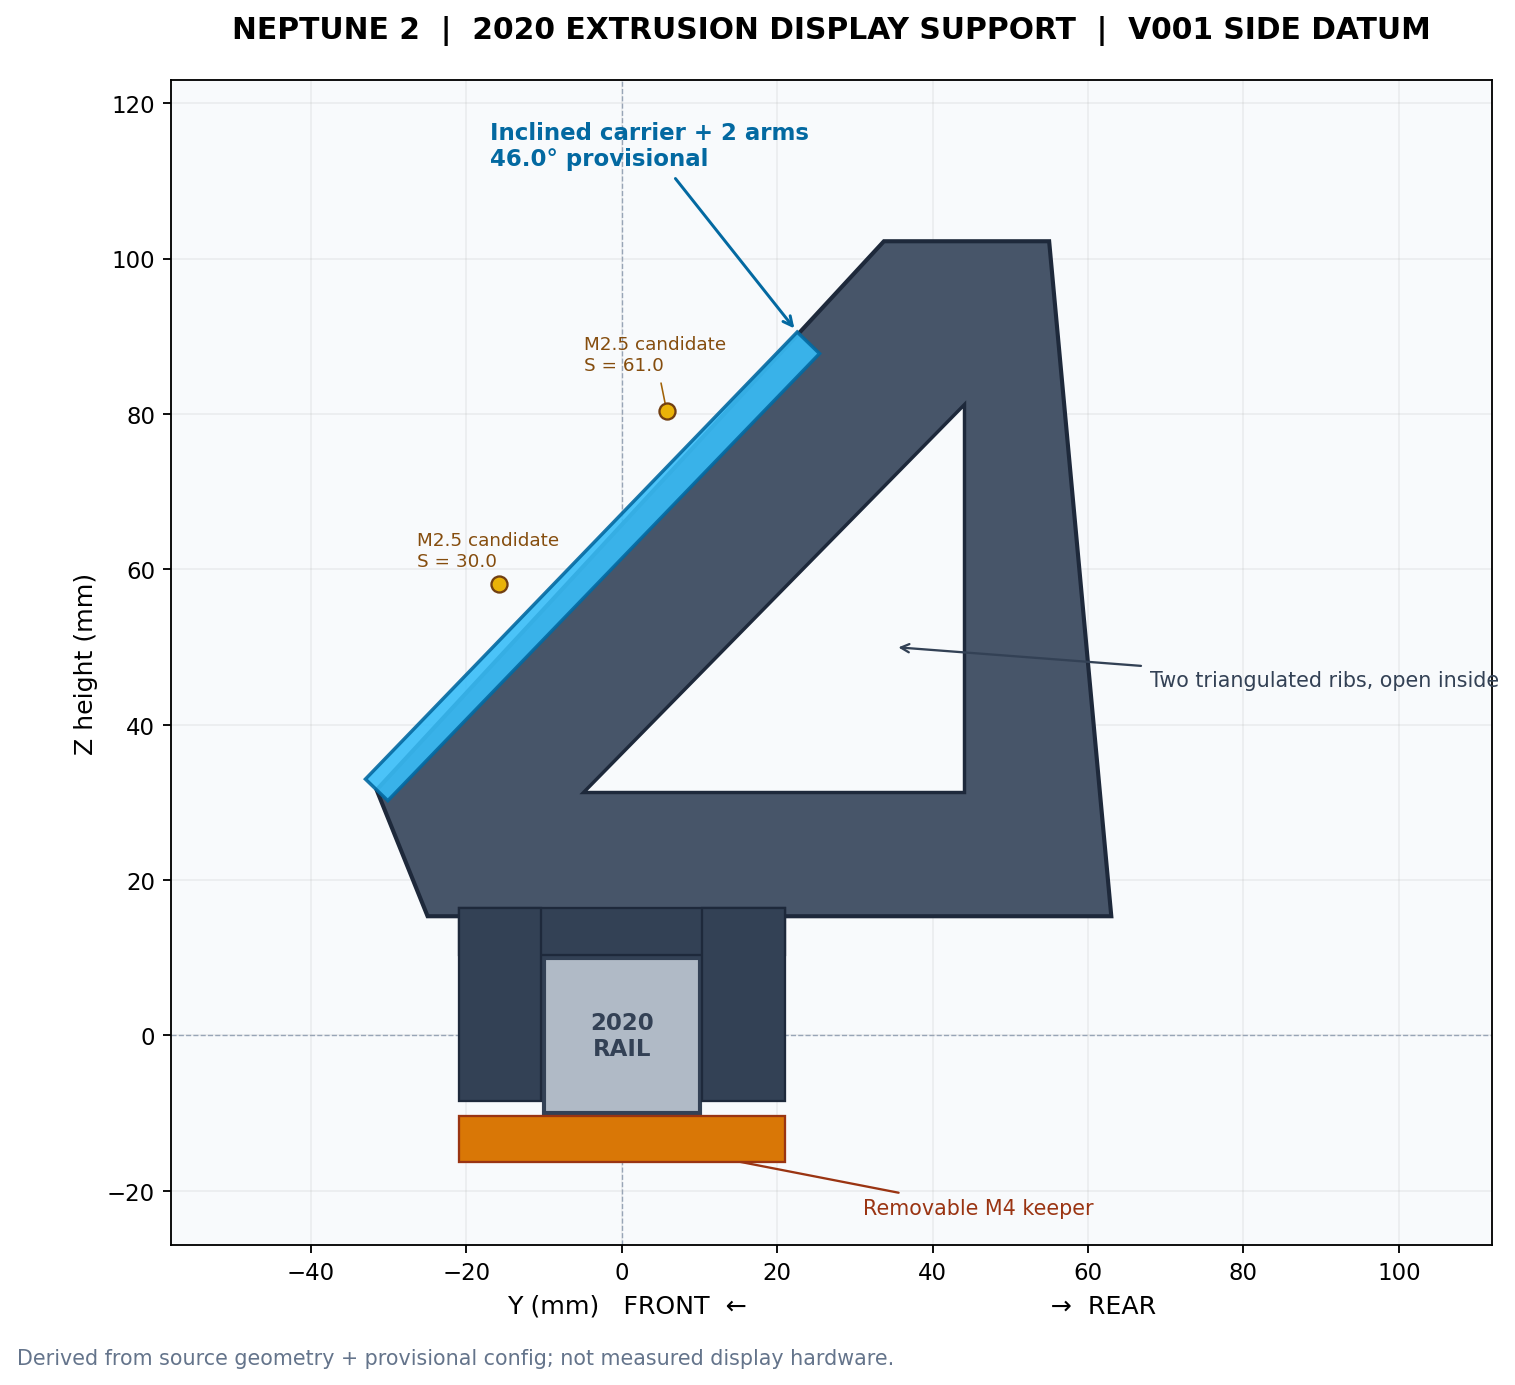 NEPTUNE 2 | 2020 EXTRUSION DISPLAY SUPPORT | V001 SIDE DATUM
120
100
80
60
40
20
0
−20
Z height (mm)
Inclined carrier + 2 arms
46.0° provisional
M2.5 candidate
S = 61.0
M2.5 candidate
S = 30.0
Two triangulated ribs, open inside
2020
RAIL
Removable M4 keeper
−40 −20 0 20 40 60 80 100
Y (mm) FRONT ← → REAR
Derived from source geometry + provisional config; not measured display hardware.